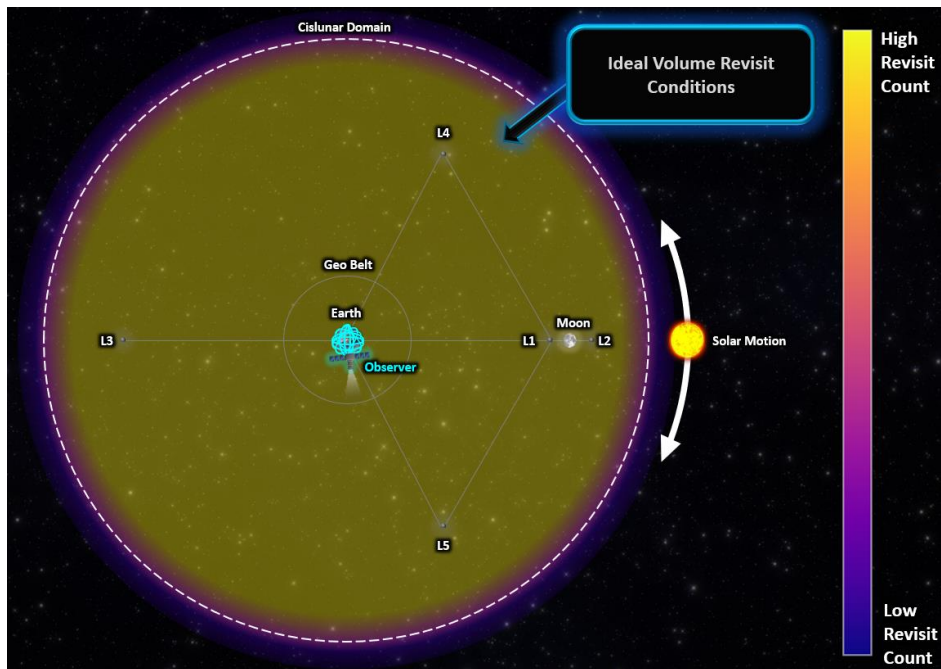 Cislunar Domain
Ideal Volume Revisit
Conditions
High
Revisit
Count
L4
Geo Belt
Earth
Moon
L3
L1
L2
Solar Motion
Observer
L5
Low
Revisit
Count